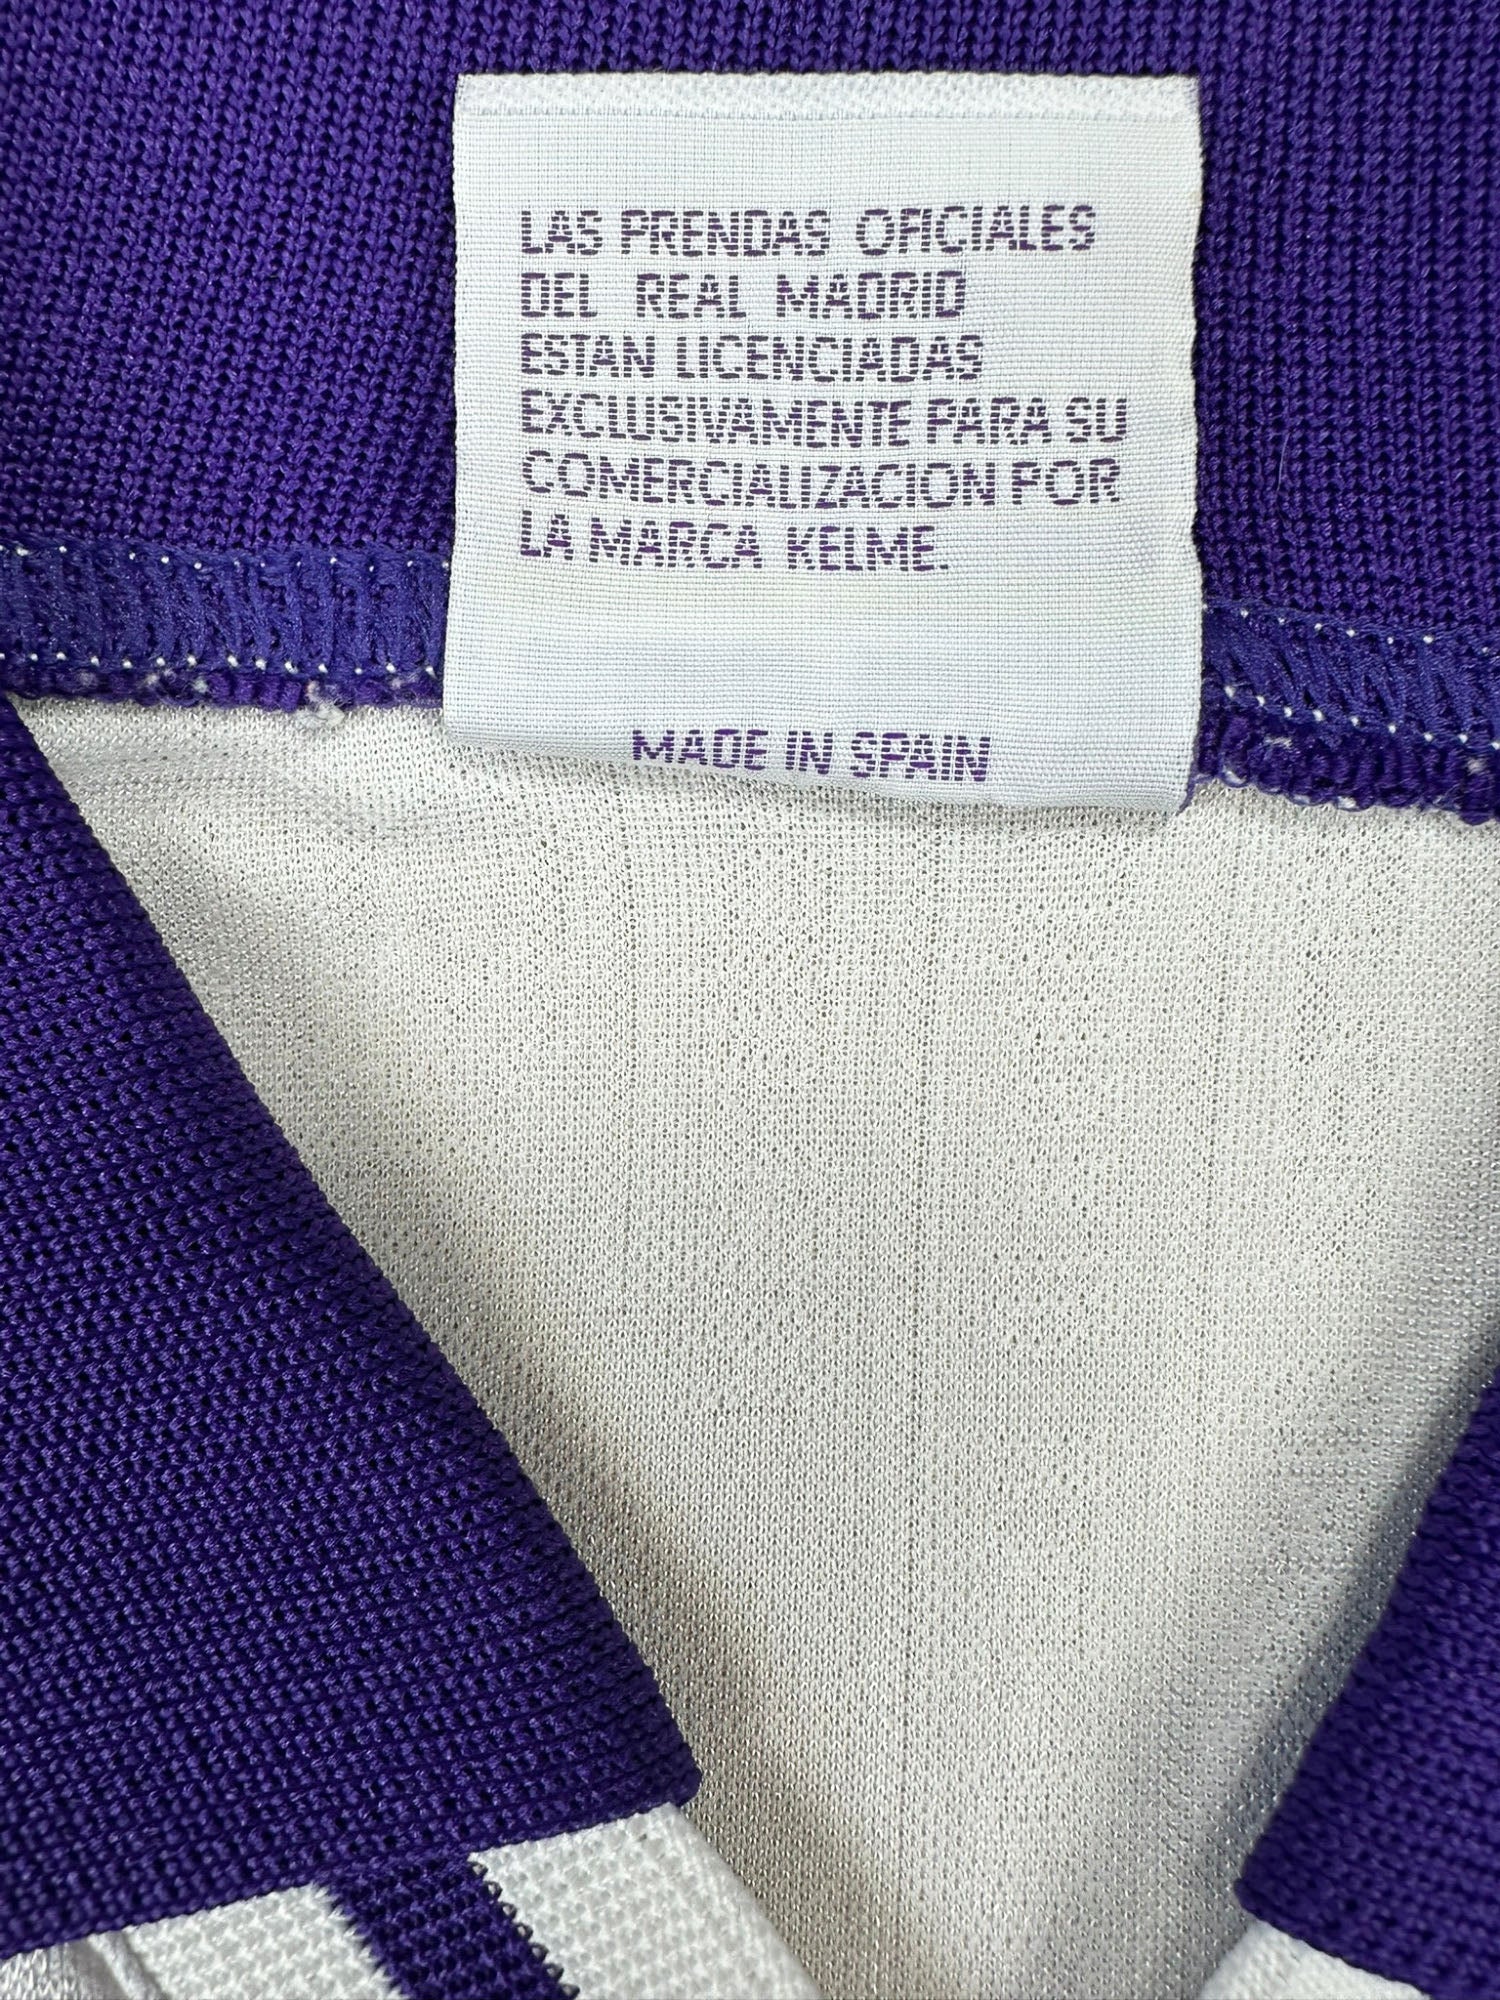 LAS PRENDAS OFICIALES
DEL REAL MADRID
ESTAN LICENCIADAS
EXCLUSIVAMENTE PARA SU
COMERCIALIZACION POR
LA MARCA KELME.
MADE IN SPAIN